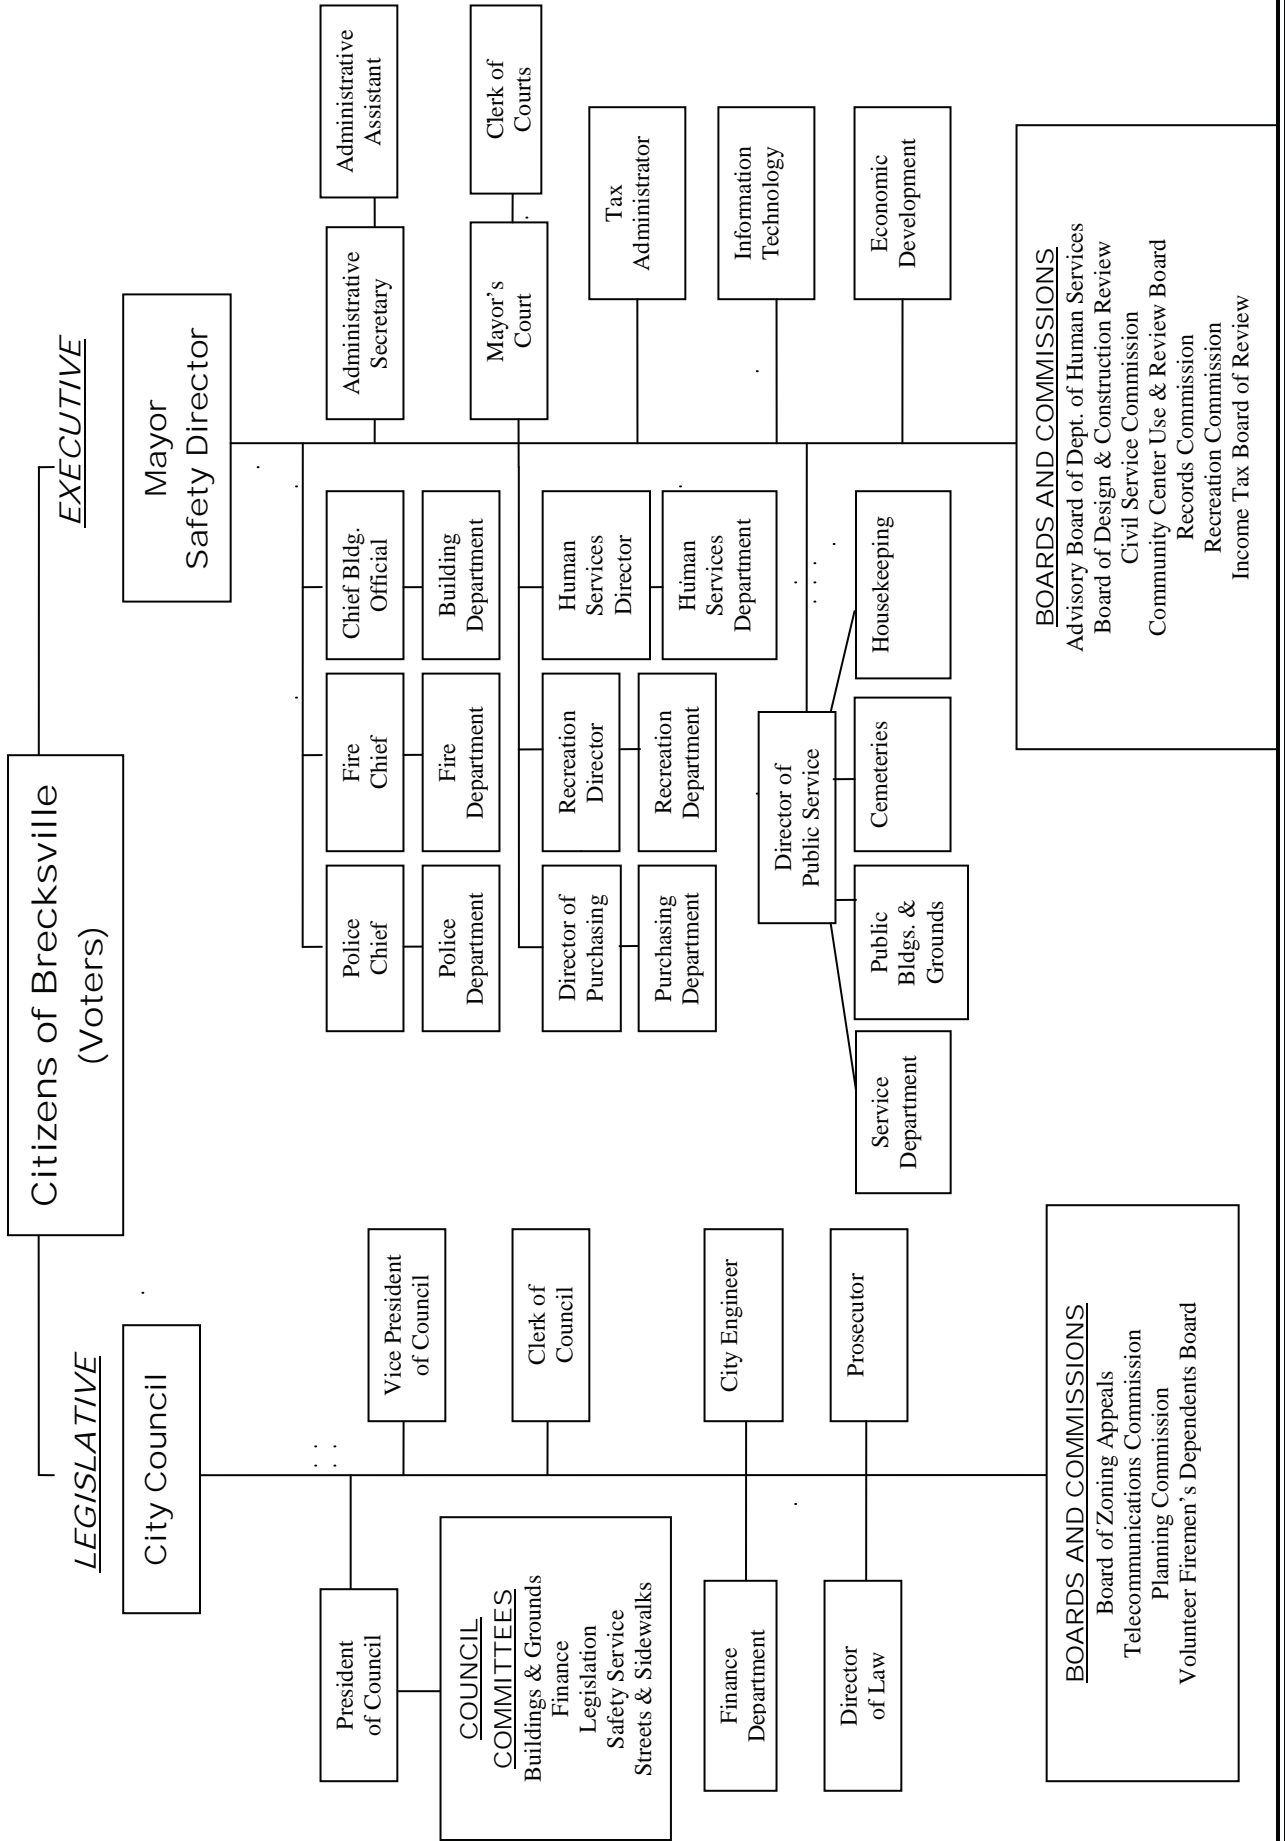 Citizens of Brecksville
(Voters)
LEGISLATIVE
City Council
President
of Council
Vice President
of Council
COUNCIL
COMMITTEES
Buildings & Grounds
Finance
Legislation
Safety Service
Streets & Sidewalks
Clerk of
Council
Finance
Department
City Engineer
Director
of Law
Prosecutor
BOARDS AND COMMISSIONS
Board of Zoning Appeals
Telecommunications Commission
Planning Commission
Volunteer Firemen's Dependents Board
EXECUTIVE
Mayor
Safety Director
Administrative
Secretary
Administrative
Assistant
Police
Chief
Fire
Chief
Chief Bldg.
Official
Police
Department
Fire
Department
Building
Department
Mayor's
Court
Clerk of
Courts
Director of
Purchasing
Recreation
Director
Human
Services
Director
Purchasing
Department
Recreation
Department
Human
Services
Department
Tax
Administrator
Information
Technology
Director of
Public Service
Service
Department
Public
Bldgs. &
Grounds
Cemeteries
Housekeeping
Economic
Development
BOARDS AND COMMISSIONS
Advisory Board of Dept. of Human Services
Board of Design & Construction Review
Civil Service Commission
Community Center Use & Review Board
Records Commission
Recreation Commission
Income Tax Board of Review